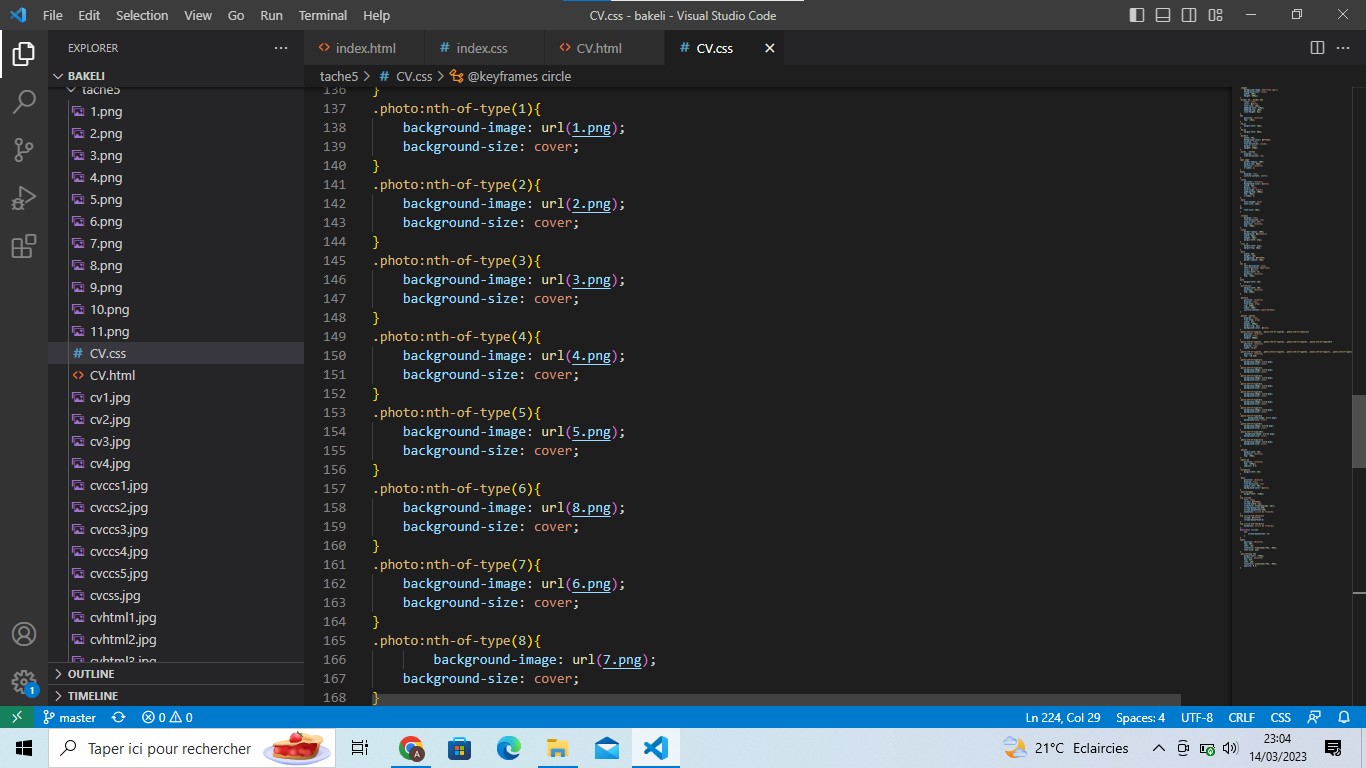 File Edit Selection View Go Run Terminal Help
CV.css - bakeli - Visual Studio Code
EXPLORER
BAKELI
tache5
1.png
2.png
3.png
4.png
5.png
6.png
7.png
8.png
9.png
10.png
11.png
# CV.css
<> CV.html
cv1.jpg
cv2.jpg
cv3.jpg
cv4.jpg
cvccs1.jpg
cvccs2.jpg
cvccs3.jpg
cvccs4.jpg
cvccs5.jpg
cvcss.jpg
cvhtml1.jpg
cvhtml2.jpg
cvhtml3.jpg
OUTLINE
TIMELINE
<> index.html # index.css <> CV.html # CV.css
tache5 > # CV.css > @keyframes circle
136 }
137 .photo:nth-of-type(1){
138 background-image: url(1.png);
139 background-size: cover;
140 }
141 .photo:nth-of-type(2){
142 background-image: url(2.png);
143 background-size: cover;
144 }
145 .photo:nth-of-type(3){
146 background-image: url(3.png);
147 background-size: cover;
148 }
149 .photo:nth-of-type(4){
150 background-image: url(4.png);
151 background-size: cover;
152 }
153 .photo:nth-of-type(5){
154 background-image: url(5.png);
155 background-size: cover;
156 }
157 .photo:nth-of-type(6){
158 background-image: url(8.png);
159 background-size: cover;
160 }
161 .photo:nth-of-type(7){
162 background-image: url(6.png);
163 background-size: cover;
164 }
165 .photo:nth-of-type(8){
166 background-image: url(7.png);
167 background-size: cover;
168 }
1
master 0 0 Ln 224, Col 29 Spaces: 4 UTF-8 CRLF CSS
Taper ici pour rechercher
A
21°C Eclaircies
23:04
14/03/2023